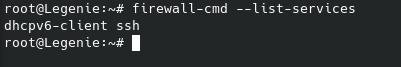 root@Legenie:~# firewall-cmd --list-services
dhcpv6-client ssh
root@Legenie:~#